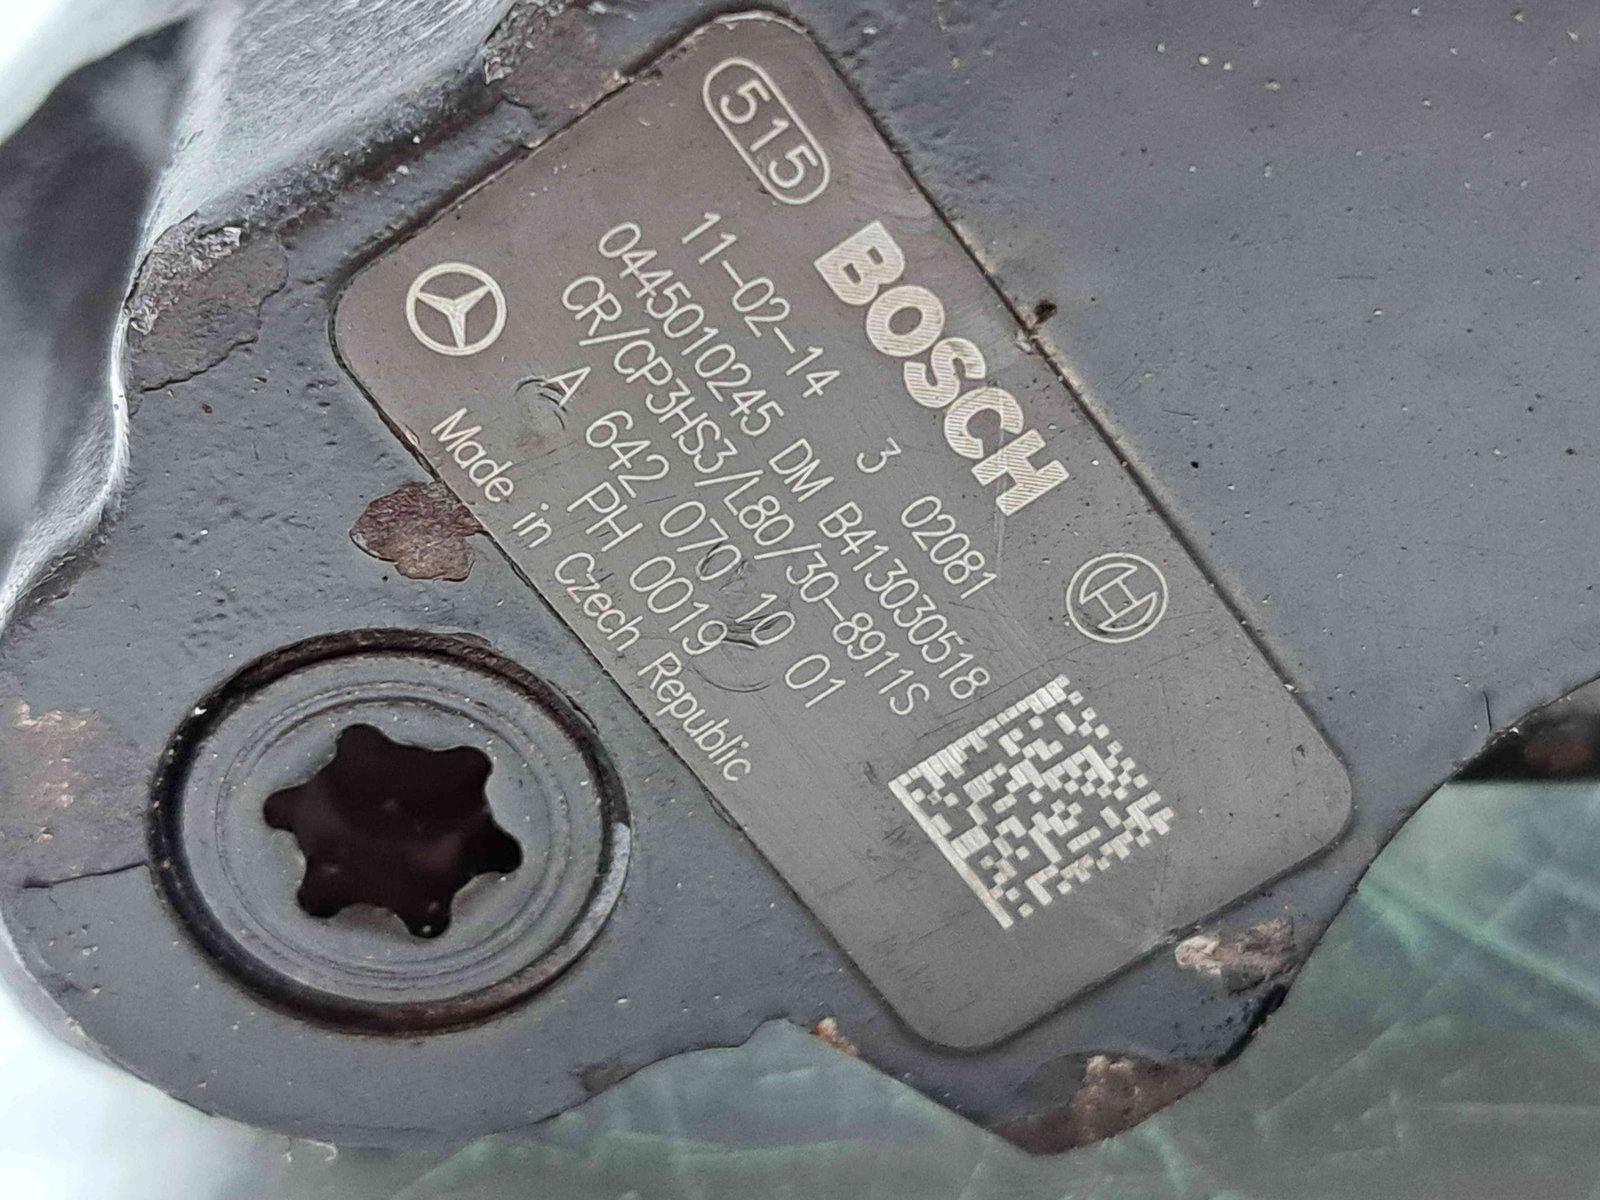 515
BOSCH
11-02-14 3 02081
0445010245 DM B413030518
CR/CP3HS3/L80/30-8911S
A 642 070 10 01
PH 0019
Made in Czech Republic